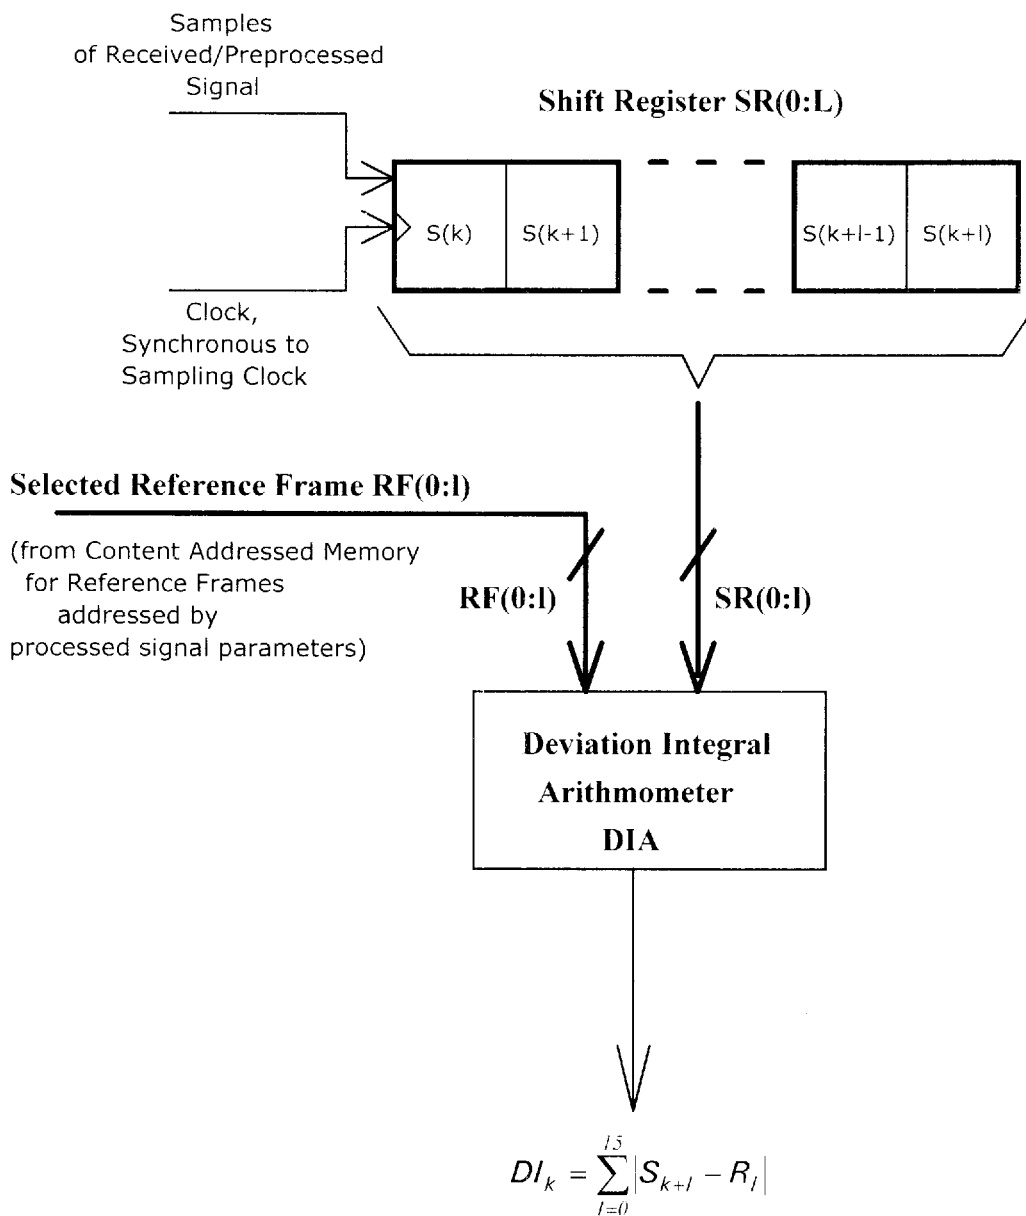 Samples
of Received/Preprocessed
Signal
Shift Register SR(0:L)
S(k)
S(k+1)
S(k+l-1)
S(k+l)
Clock,
Synchronous to
Sampling Clock
Selected Reference Frame RF(0:l)
(from Content Addressed Memory
for Reference Frames
addressed by
processed signal parameters)
RF(0:l)
SR(0:l)
Deviation Integral
Arithmometer
DIA
DI_k = \sum_{l=0}^{15} |S_{k+l} - R_l|